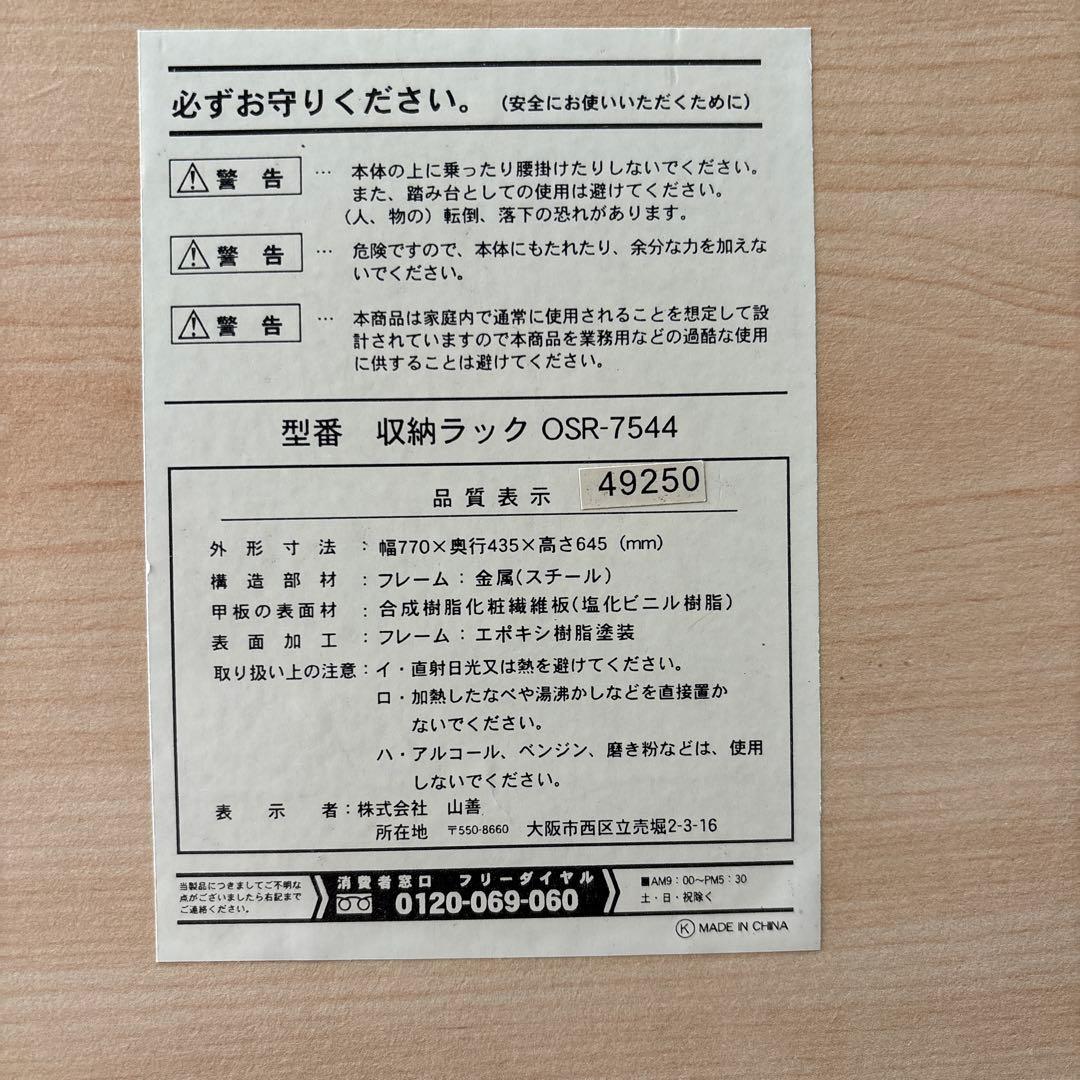 必ずお守りください。（安全にお使いいただくために）
⚠警告 … 本体の上に乗ったり腰掛けたりしないでください。
また、踏み台としての使用は避けてください。
（人、物の）転倒、落下の恐れがあります。
⚠警告 … 危険ですので、本体にもたれたり、余分な力を加えな
いでください。
⚠警告 … 本商品は家庭内で通常に使用されることを想定して設
計されていますので本商品を業務用などの過酷な使用
に供することは避けてください。
型番 収納ラック OSR-7544
品質表示 49250
外形寸法：幅770×奥行435×高さ645（mm）
構造部材：フレーム：金属(スチール)
甲板の表面材：合成樹脂化粧繊維板(塩化ビニル樹脂)
表面加工：フレーム：エポキシ樹脂塗装
取り扱い上の注意：イ・直射日光又は熱を避けてください。
ロ・加熱したなべや湯沸かしなどを直接置か
ないでください。
ハ・アルコール、ベンジン、磨き粉などは、使用
しないでください。
表示者：株式会社 山善
所在地 〒550-8660 大阪市西区立売堀2-3-16
当製品につきましてご不明な
点がございましたら右記まで
ご連絡ください。
消費者窓口 フリーダイヤル
0120-069-060
■AM9：00〜PM5：30
土・日・祝除く
Ⓚ MADE IN CHINA